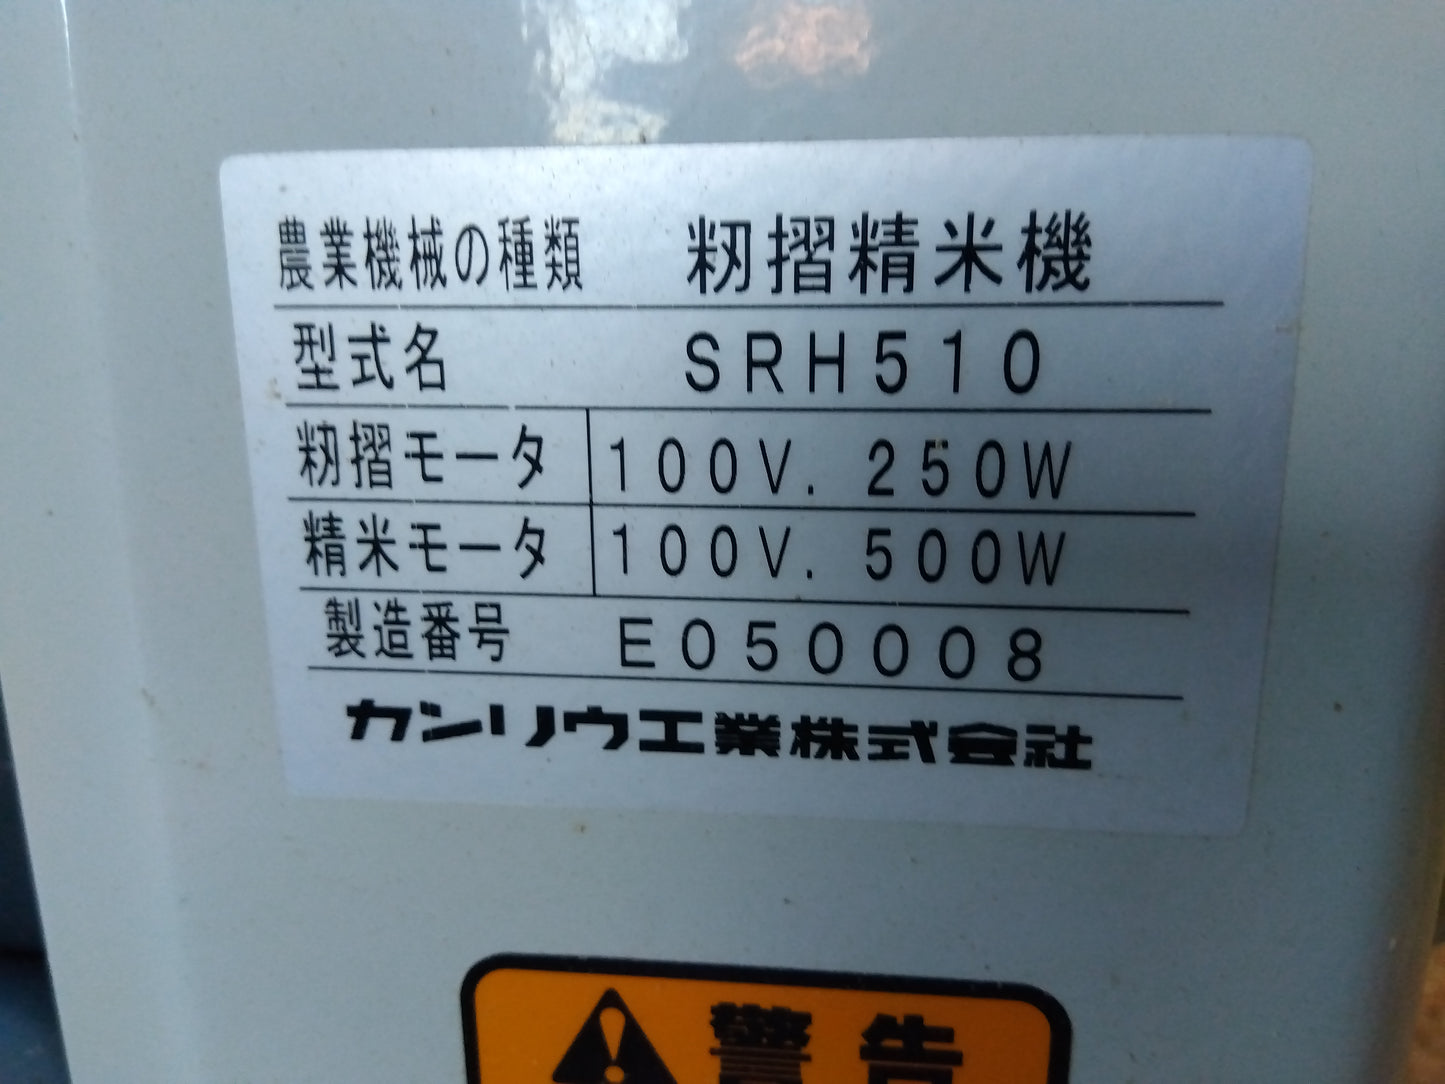 農業機械の種類 籾摺精米機
型式名 SRH510
籾摺モータ 100V. 250W
精米モータ 100V. 500W
製造番号 E050008
カンリウ工業株式会社
警告